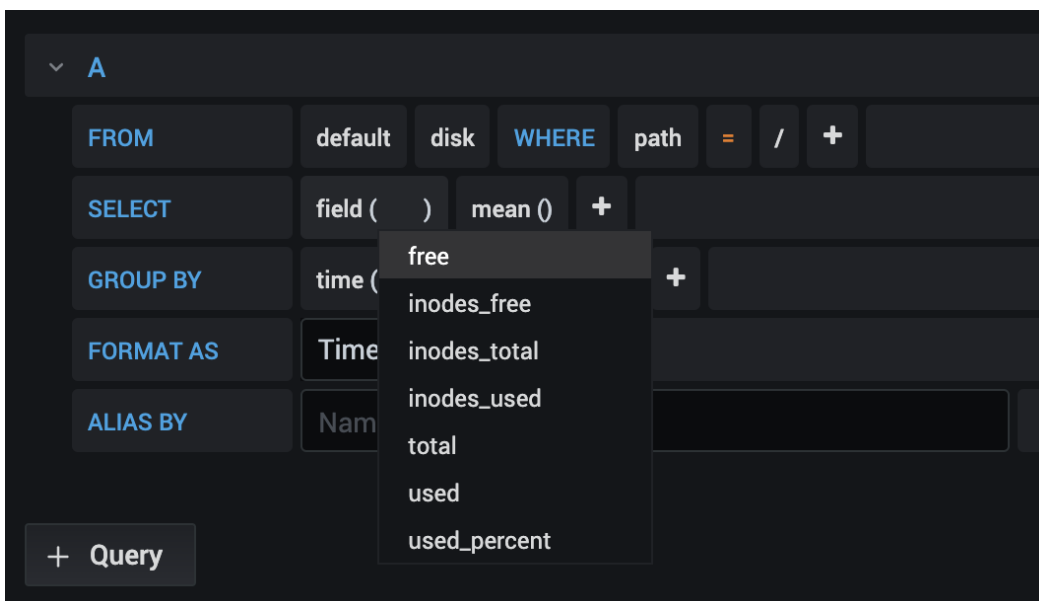 A
FROM default disk WHERE path = / +
SELECT field ( ) mean () +
free
GROUP BY time ( +
inodes_free
FORMAT AS Time
inodes_total
inodes_used
ALIAS BY Nam
total
used
used_percent
+ Query